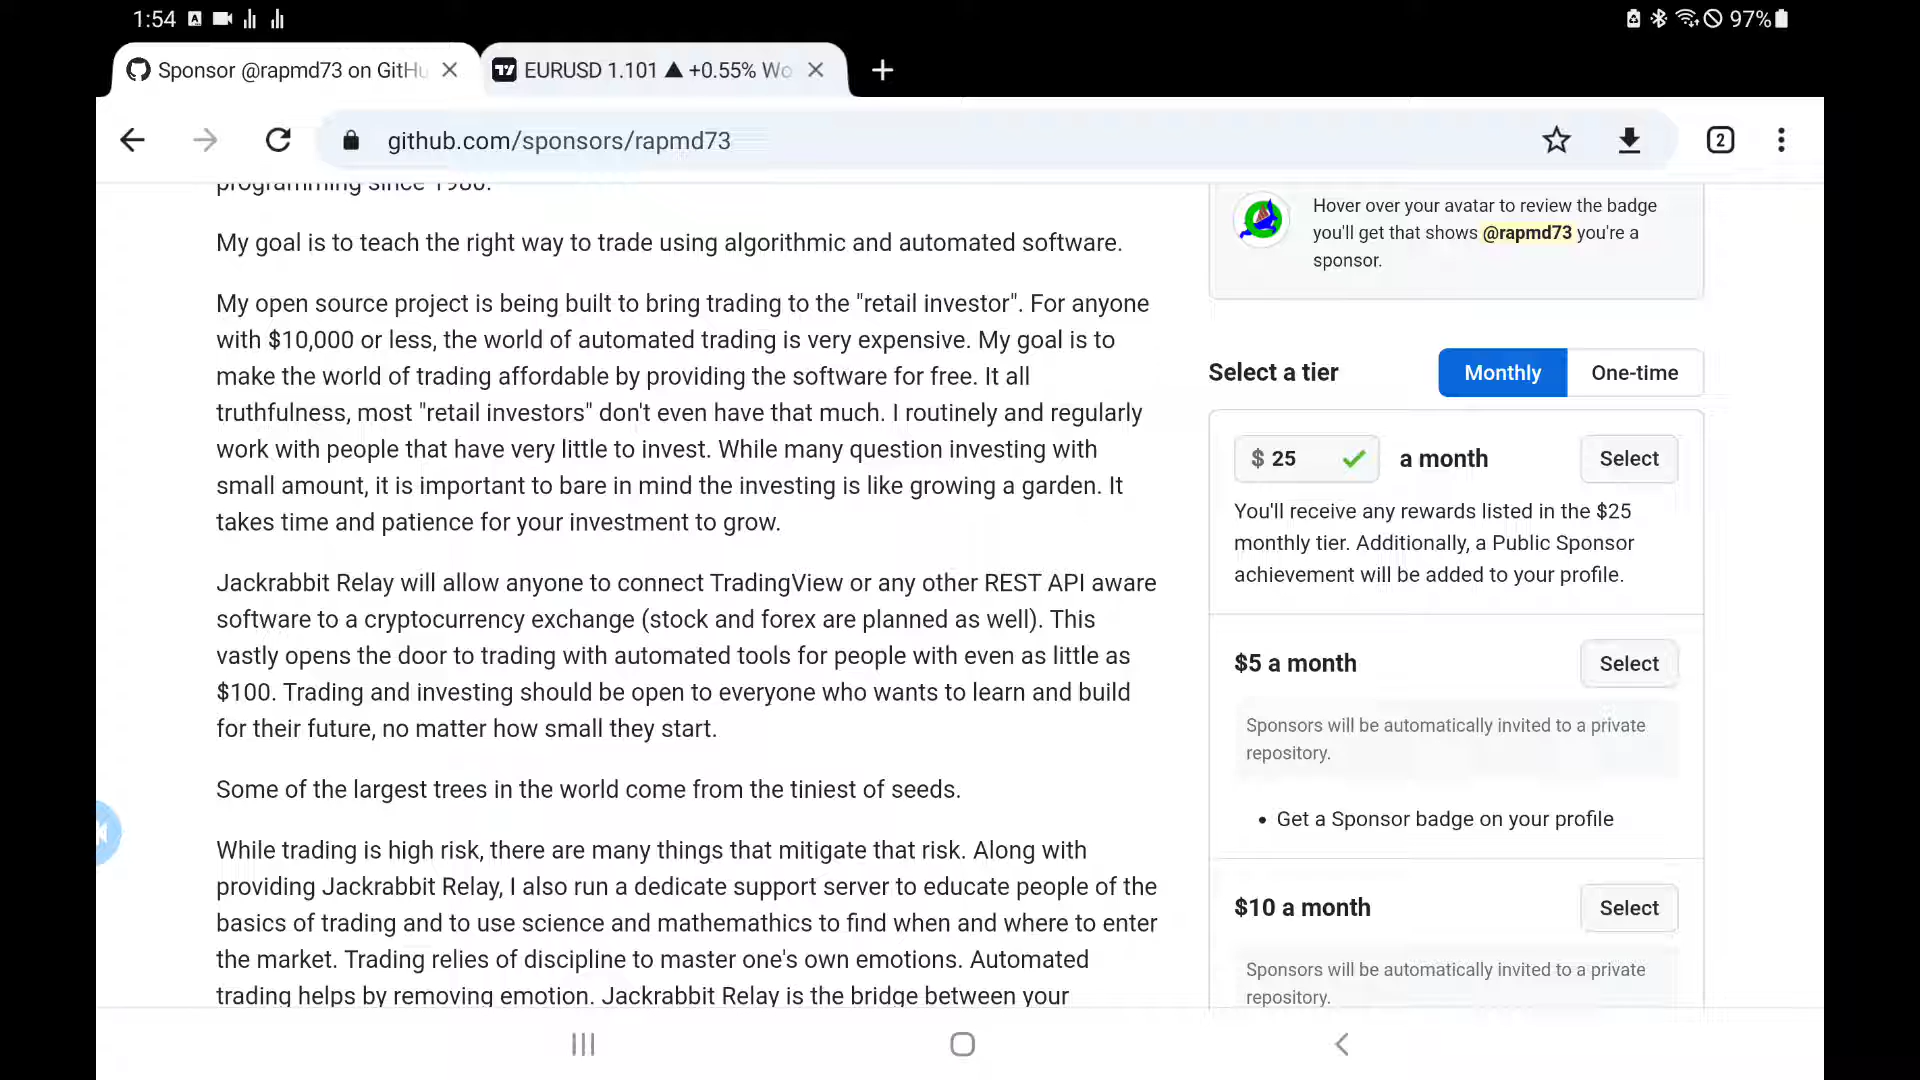 1:54
97%
Sponsor @rapmd73 on GitHu
EURUSD 1.101 ▲ +0.55% Wo
github.com/sponsors/rapmd73
2
programming since 1980.
My goal is to teach the right way to trade using algorithmic and automated software.
My open source project is being built to bring trading to the "retail investor". For anyone
with $10,000 or less, the world of automated trading is very expensive. My goal is to
make the world of trading affordable by providing the software for free. It all
truthfulness, most "retail investors" don't even have that much. I routinely and regularly
work with people that have very little to invest. While many question investing with
small amount, it is important to bare in mind the investing is like growing a garden. It
takes time and patience for your investment to grow.
Jackrabbit Relay will allow anyone to connect TradingView or any other REST API aware
software to a cryptocurrency exchange (stock and forex are planned as well). This
vastly opens the door to trading with automated tools for people with even as little as
$100. Trading and investing should be open to everyone who wants to learn and build
for their future, no matter how small they start.
Some of the largest trees in the world come from the tiniest of seeds.
While trading is high risk, there are many things that mitigate that risk. Along with
providing Jackrabbit Relay, I also run a dedicate support server to educate people of the
basics of trading and to use science and mathemathics to find when and where to enter
the market. Trading relies of discipline to master one's own emotions. Automated
trading helps by removing emotion. Jackrabbit Relay is the bridge between your
Hover over your avatar to review the badge
you'll get that shows @rapmd73 you're a
sponsor.
Select a tier
Monthly
One-time
$ 25
a month
Select
You'll receive any rewards listed in the $25
monthly tier. Additionally, a Public Sponsor
achievement will be added to your profile.
$5 a month
Select
Sponsors will be automatically invited to a private
repository.
• Get a Sponsor badge on your profile
$10 a month
Select
Sponsors will be automatically invited to a private
repository.